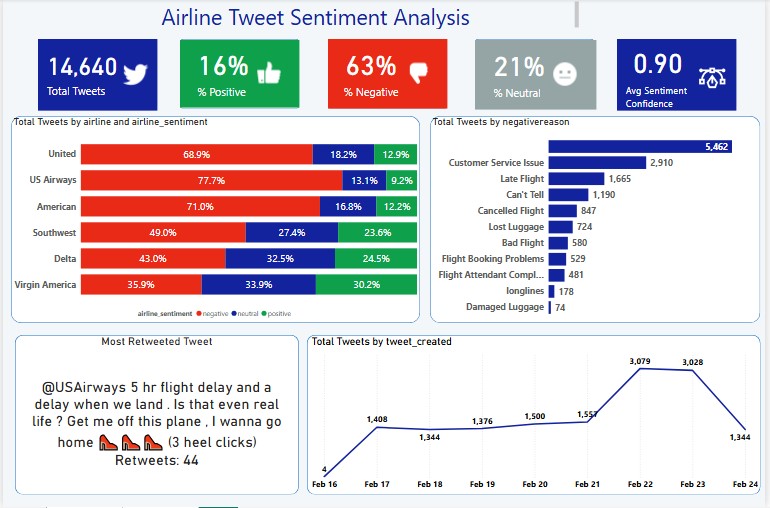 Airline Tweet Sentiment Analysis
14,640
Total Tweets
16%
% Positive
63%
% Negative
21%
% Neutral
0.90
Avg Sentiment
Confidence
Total Tweets by airline and airline_sentiment
United 68.9% 18.2% 12.9%
US Airways 77.7% 13.1% 9.2%
American 71.0% 16.8% 12.2%
Southwest 49.0% 27.4% 23.6%
Delta 43.0% 32.5% 24.5%
Virgin America 35.9% 33.9% 30.2%
airline_sentiment negative neutral positive
Total Tweets by negativereason
5,462
Customer Service Issue 2,910
Late Flight 1,665
Can't Tell 1,190
Cancelled Flight 847
Lost Luggage 724
Bad Flight 580
Flight Booking Problems 529
Flight Attendant Compl... 481
longlines 178
Damaged Luggage 74
Most Retweeted Tweet
@USAirways 5 hr flight delay and a
delay when we land . Is that even real
life ? Get me off this plane , I wanna go
home 👠👠👠 (3 heel clicks)
Retweets: 44
Total Tweets by tweet_created
4 1,408 1,344 1,376 1,500 1,557 3,079 3,028 1,344
Feb 16 Feb 17 Feb 18 Feb 19 Feb 20 Feb 21 Feb 22 Feb 23 Feb 24